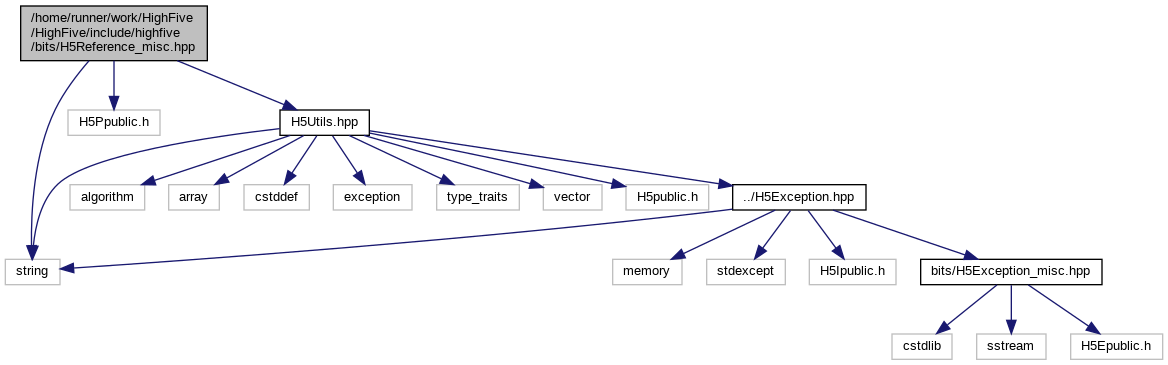 /home/runner/work/HighFive
/HighFive/include/highfive
/bits/H5Reference_misc.hpp
H5Ppublic.h
H5Utils.hpp
algorithm
array
cstddef
exception
type_traits
vector
H5public.h
../H5Exception.hpp
string
memory
stdexcept
H5Ipublic.h
bits/H5Exception_misc.hpp
cstdlib
sstream
H5Epublic.h